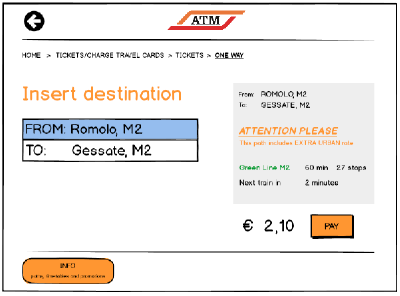 ATM
HOME > TICKETS/CHARGE TRAVEL CARDS > TICKETS > ONE WAY
Insert destination
FROM: Romolo, M2
TO: Gessate, M2
From: ROMOLO, M2
To: GESSATE, M2
ATTENTION PLEASE
This path includes EXTRA URBAN rate
Green Line M2 60 min 27 stops
Next train in 2 minutes
€ 2,10 PAY
INFO
paths, timetables and connections